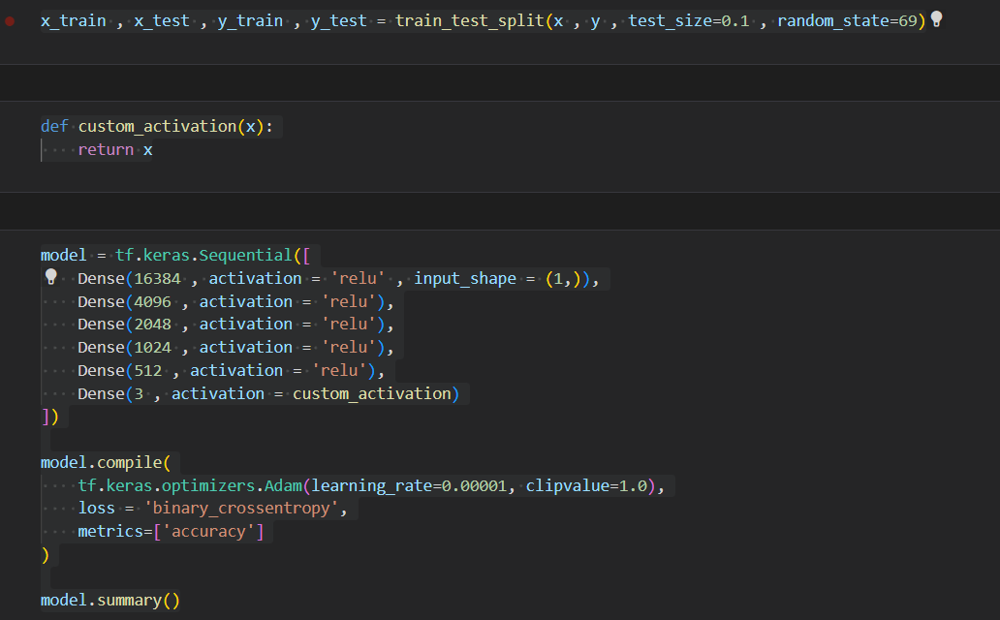 x_train , x_test , y_train , y_test = train_test_split(x , y , test_size=0.1 , random_state=69)
def custom_activation(x):
    return x
model = tf.keras.Sequential([
    Dense(16384 , activation = 'relu' , input_shape = (1,)),
    Dense(4096 , activation = 'relu'),
    Dense(2048 , activation = 'relu'),
    Dense(1024 , activation = 'relu'),
    Dense(512 , activation = 'relu'),
    Dense(3 , activation = custom_activation)
])
model.compile(
    tf.keras.optimizers.Adam(learning_rate=0.00001, clipvalue=1.0),
    loss = 'binary_crossentropy',
    metrics=['accuracy']
)
model.summary()